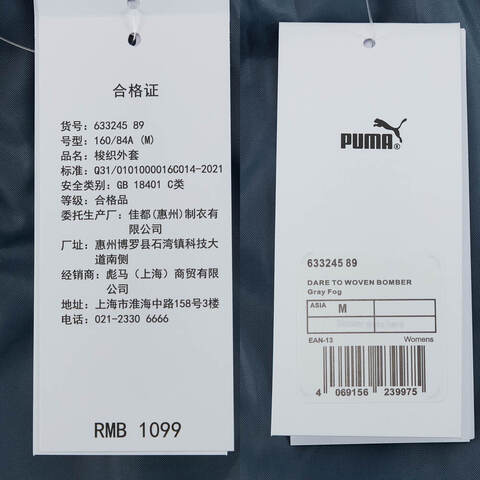 合格证
货号: 633245 89
号型: 160/84A (M)
品名: 梭织外套
标准: Q31/0101000016C014-2021
安全类别: GB 18401 C类
等级: 合格品
委托生产厂: 佳都(惠州)制衣有
限公司
厂址: 惠州博罗县石湾镇科技大
道南侧
经销商: 彪马（上海）商贸有限
公司
地址: 上海市淮海中路158号3楼
电话: 021-2330 6666
RMB 1099
PUMA®
633245 89
DARE TO WOVEN BOMBER
Gray Fog
ASIA M
EAN-13 Womens
4 069156 239975